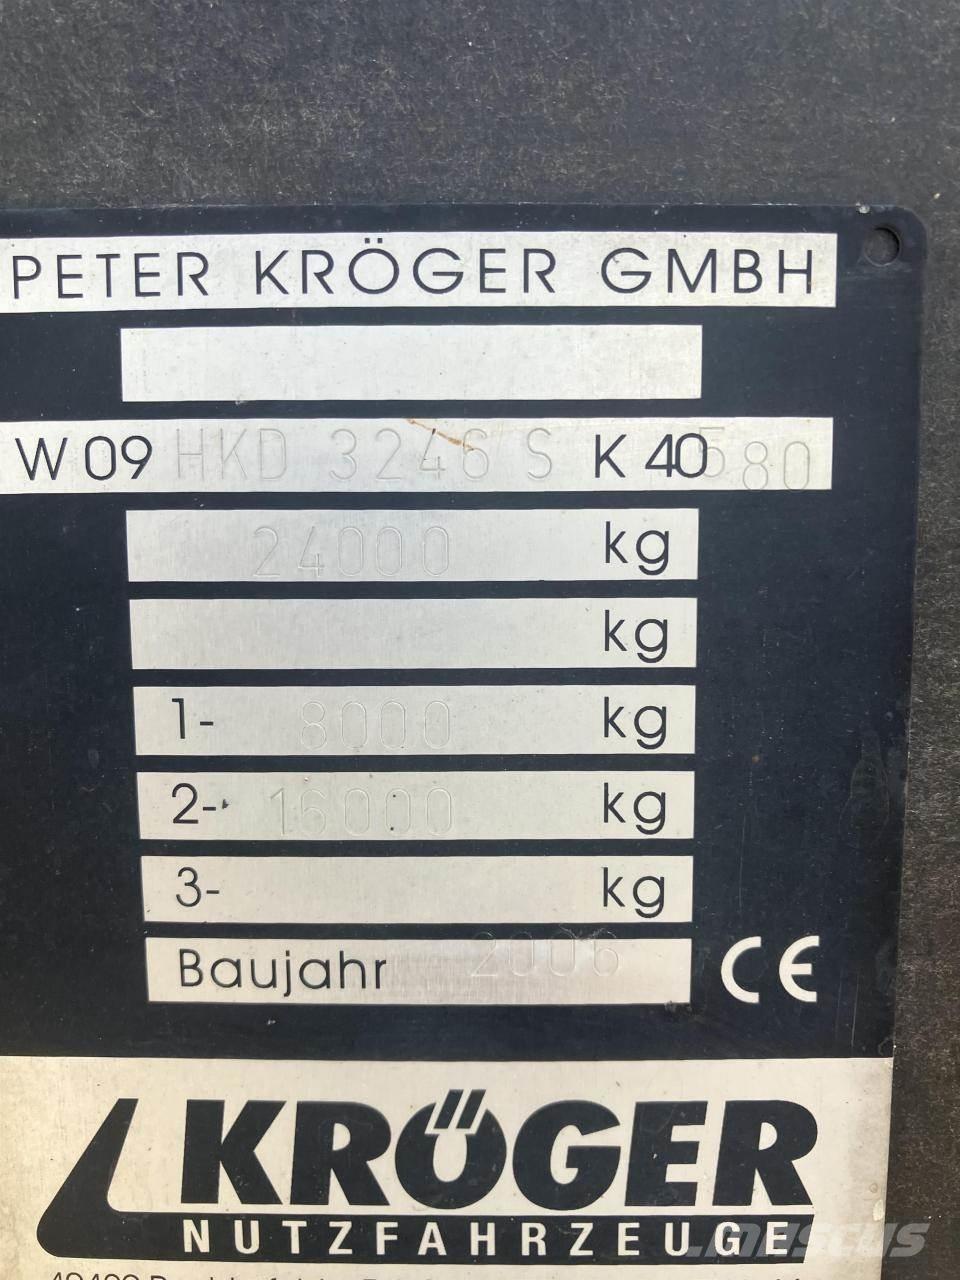 PETER KRÖGER GMBH
W09 HKD 3246 S K40 580
24000 kg
kg
1- 8000 kg
2- 16000 kg
3- kg
Baujahr 2006 CE
KRÖGER
NUTZFAHRZEUGE
MASCUS